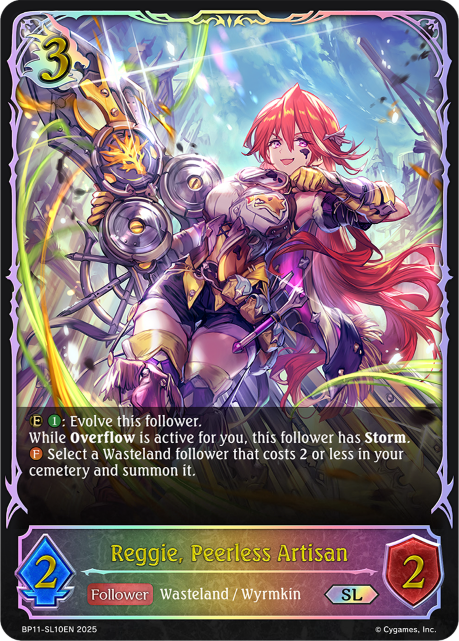 3
E 1: Evolve this follower.
While Overflow is active for you, this follower has Storm.
F Select a Wasteland follower that costs 2 or less in your
cemetery and summon it.
Reggie, Peerless Artisan
2 Follower Wasteland / Wyrmkin SL 2
BP11-SL10EN 2025 © Cygames, Inc.